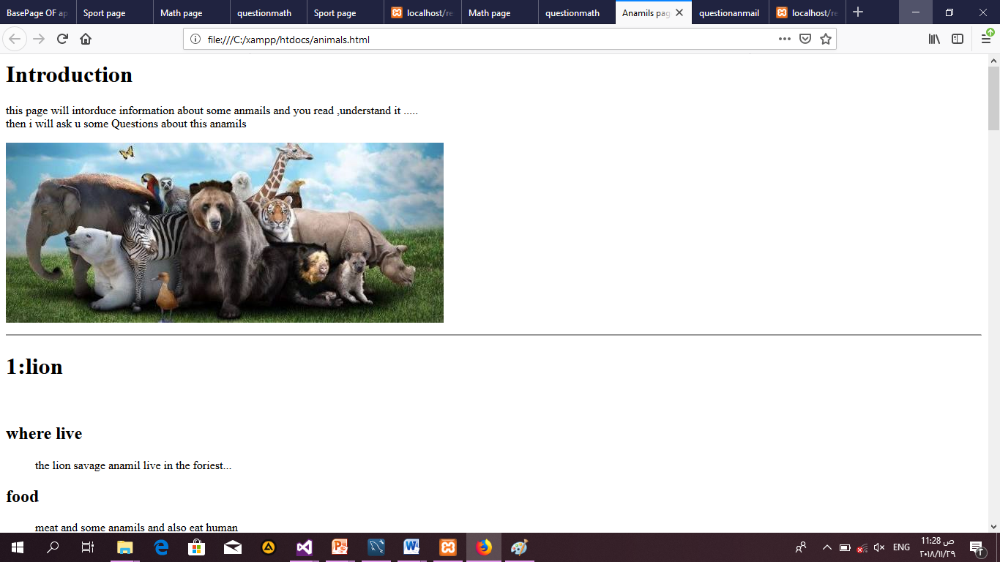 BasePage OF ap
Sport page
Math page
questionmath
Sport page
localhost/re
Math page
questionmath
Anamils pag
questionanmail
localhost/re
file:///C:/xampp/htdocs/animals.html
Introduction
this page will intorduce information about some anmails and you read ,understand it .....
then i will ask u some Questions about this anamils
1:lion
where live
the lion savage anamil live in the foriest...
food
meat and some anamils and also eat human
ENG
11:28 ص
٢٠١٨/١١/٢٩
٢